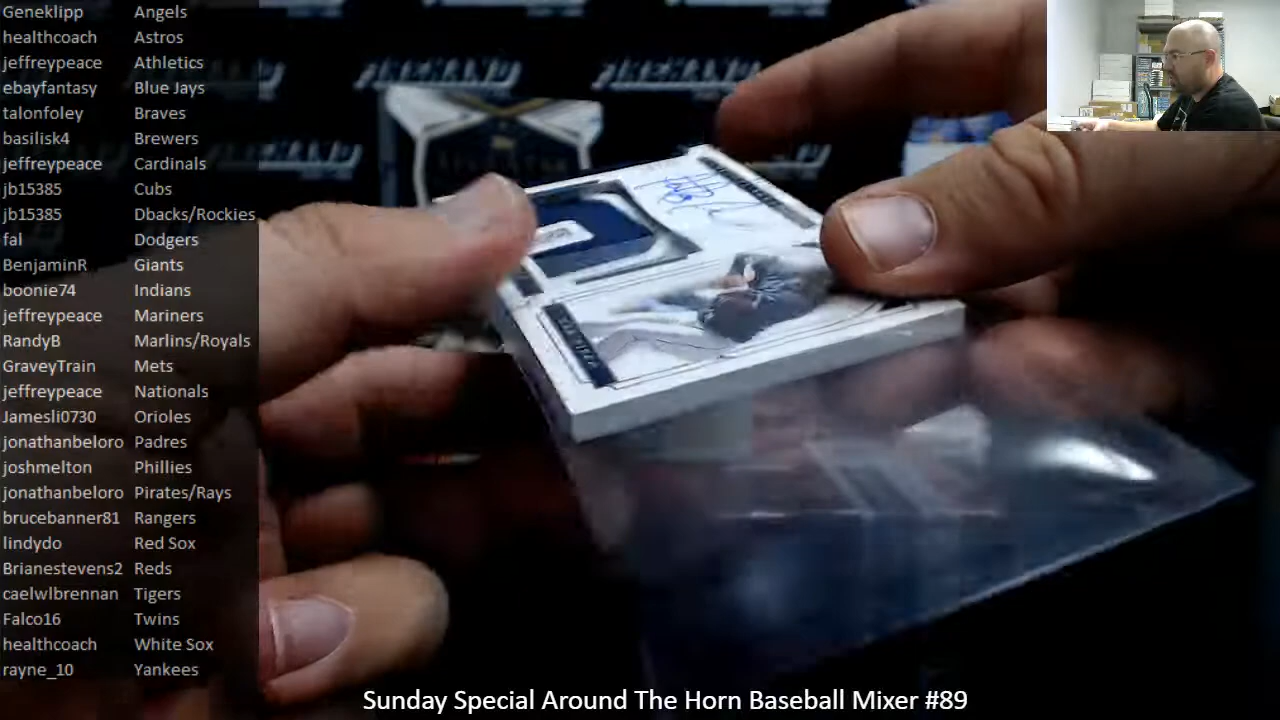 Geneklipp Angels
healthcoach Astros
jeffreypeace Athletics
ebayfantasy Blue Jays
talonfoley Braves
basilisk4 Brewers
jeffreypeace Cardinals
jb15385 Cubs
jb15385 Dbacks/Rockies
fal Dodgers
BenjaminR Giants
boonie74 Indians
jeffreypeace Mariners
RandyB Marlins/Royals
GraveyTrain Mets
jeffreypeace Nationals
Jamesli0730 Orioles
jonathanbeloro Padres
joshmelton Phillies
jonathanbeloro Pirates/Rays
brucebanner81 Rangers
lindydo Red Sox
Brianestevens2 Reds
caelwlbrennan Tigers
Falco16 Twins
healthcoach White Sox
rayne_10 Yankees
Sunday Special Around The Horn Baseball Mixer #89